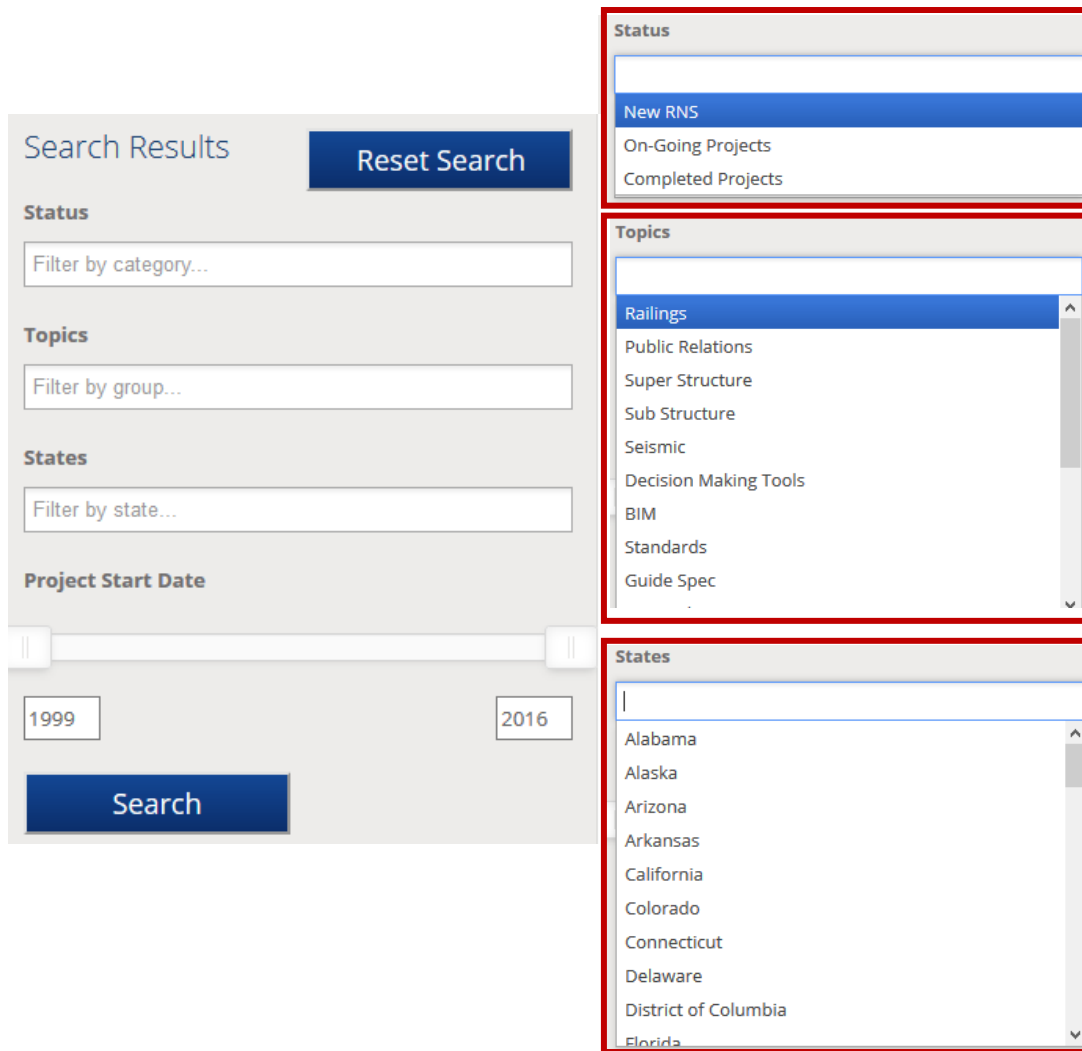 Search Results
Reset Search
Status
Filter by category...
Topics
Filter by group...
States
Filter by state...
Project Start Date
1999
2016
Search
Status
New RNS
On-Going Projects
Completed Projects
Topics
Railings
Public Relations
Super Structure
Sub Structure
Seismic
Decision Making Tools
BIM
Standards
Guide Spec
States
Alabama
Alaska
Arizona
Arkansas
California
Colorado
Connecticut
Delaware
District of Columbia
Florida